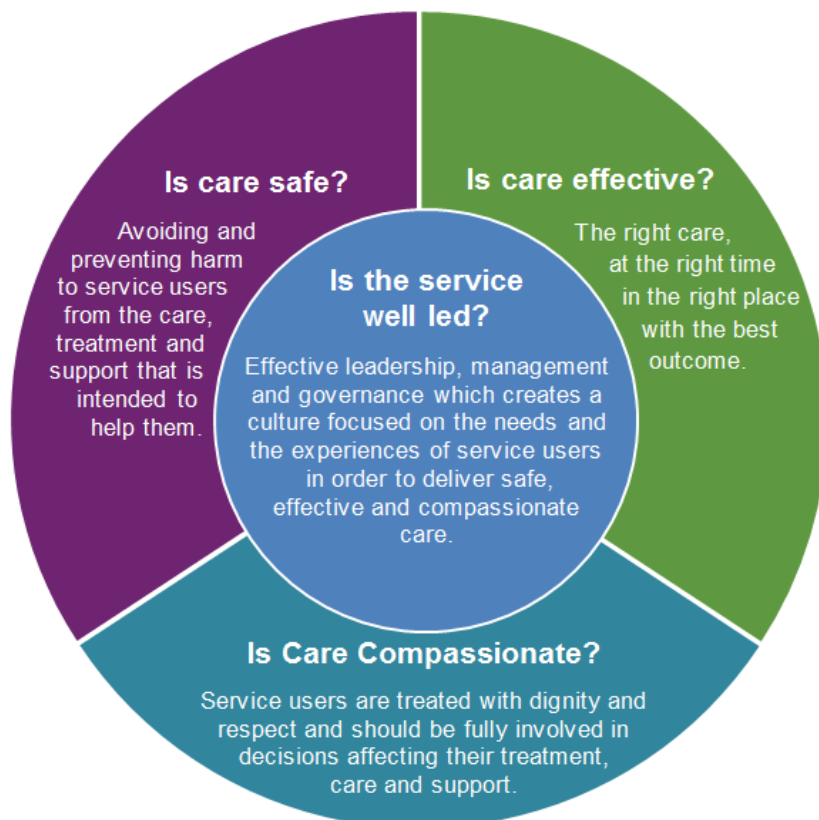 Is care safe?
Avoiding and
preventing harm
to service users
from the care,
treatment and
support that is
intended to
help them.
Is care effective?
The right care,
at the right time
in the right place
with the best
outcome.
Is the service
well led?
Effective leadership, management
and governance which creates a
culture focused on the needs and
the experiences of service users
in order to deliver safe,
effective and compassionate
care.
Is Care Compassionate?
Service users are treated with dignity and
respect and should be fully involved in
decisions affecting their treatment,
care and support.